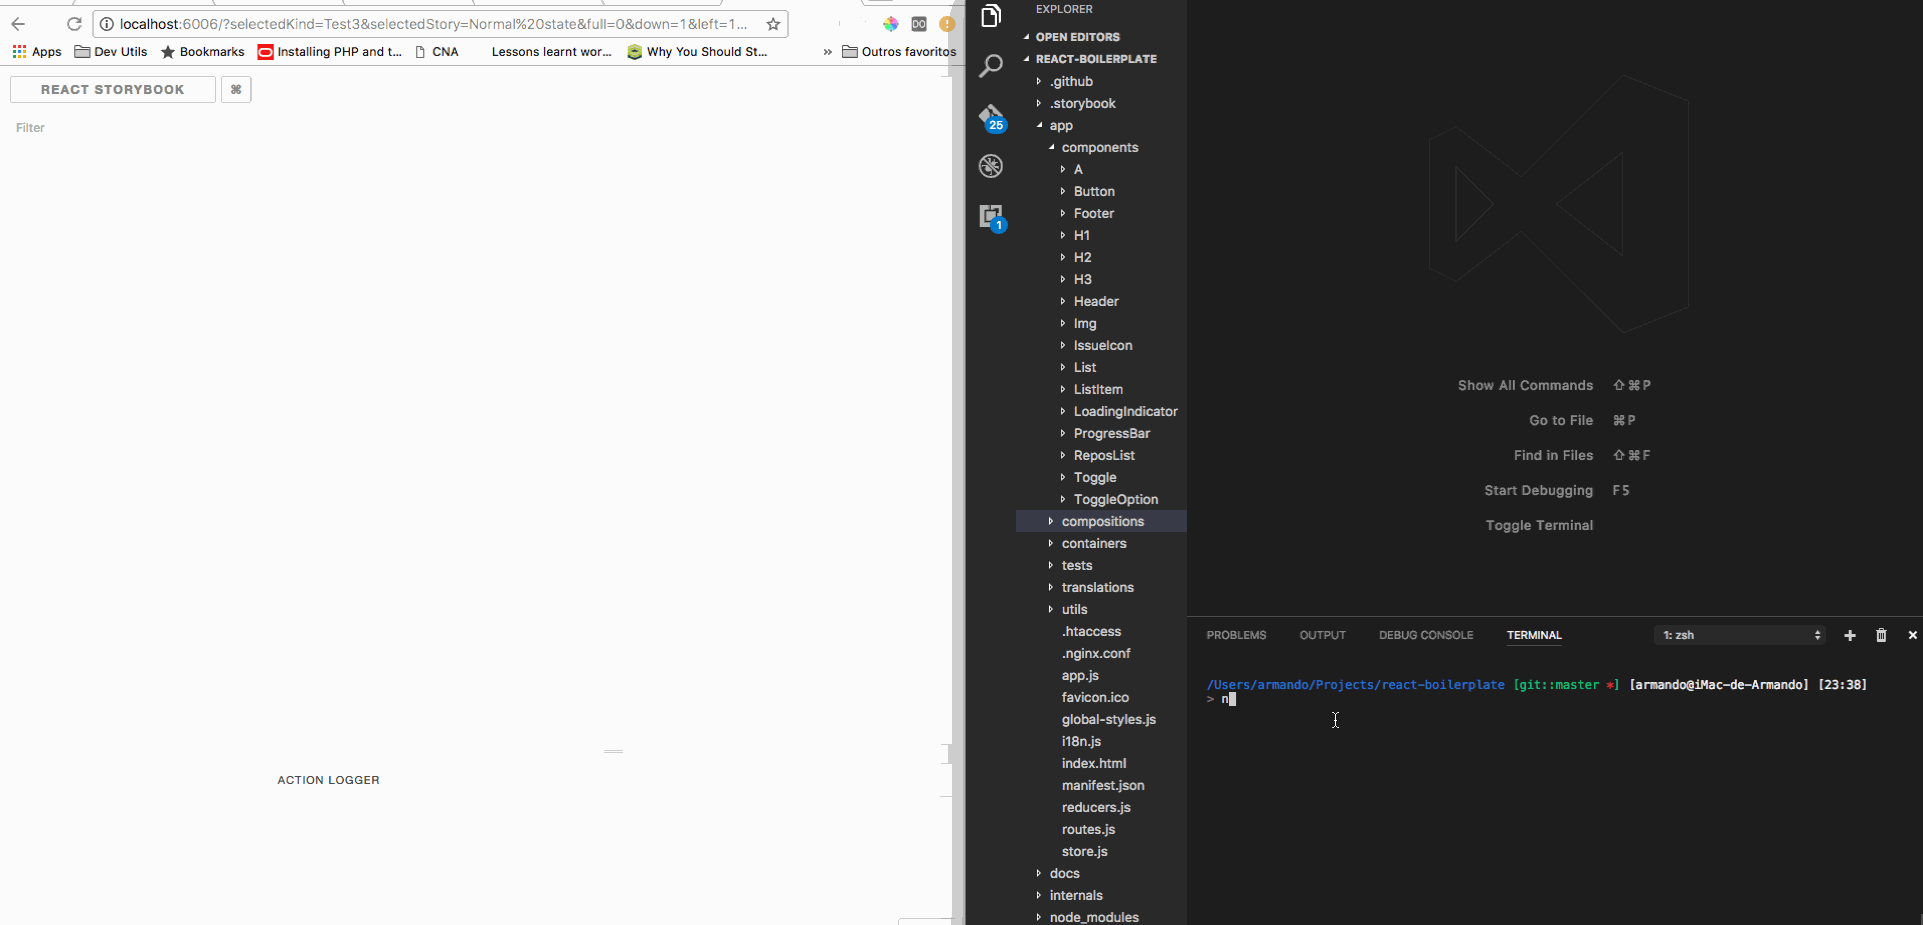 localhost:6006/?selectedKind=Test3&selectedStory=Normal%20state&full=0&down=1&left=1...
DO
Apps Dev Utils Bookmarks Installing PHP and t... CNA Lessons learnt wor... Why You Should St... » Outros favoritos
REACT STORYBOOK ⌘
Filter
ACTION LOGGER
EXPLORER
OPEN EDITORS
REACT-BOILERPLATE
.github
.storybook
app
components
A
Button
Footer
H1
H2
H3
Header
Img
IssueIcon
List
ListItem
LoadingIndicator
ProgressBar
ReposList
Toggle
ToggleOption
compositions
containers
tests
translations
utils
.htaccess
.nginx.conf
app.js
favicon.ico
global-styles.js
i18n.js
index.html
manifest.json
reducers.js
routes.js
store.js
docs
internals
node_modules
25
1
Show All Commands ⇧⌘P
Go to File ⌘P
Find in Files ⇧⌘F
Start Debugging F5
Toggle Terminal
PROBLEMS OUTPUT DEBUG CONSOLE TERMINAL 1: zsh
/Users/armando/Projects/react-boilerplate [git::master *] [armando@iMac-de-Armando] [23:38]
> n